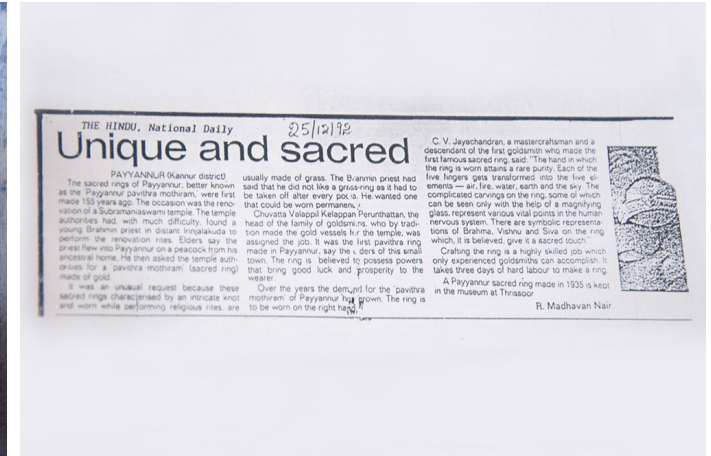 THE HINDU, National Daily
25/12/92
Unique and sacred
PAYYANNUR (Kannur district)
The sacred rings of Payyannur, better known
as the 'Payyannur pavithra mothiram,' were first
made 155 years ago. The occasion was the reno-
vation of a Subramaniaswami temple. The temple
authorities had, with much difficulty, found a
young Brahmin priest in distant Irinjalakuda to
perform the renovation rites. Elders say the
priest flew into Payyannur on a peacock from his
ancestral home. He then asked the temple auth-
orities for a pavithra mothiram (sacred ring)
made of gold.
It was an unusual request because these
sacred rings characterised by an intricate knot
and worn while performing religious rites, are
usually made of grass. The Brahmin priest had
said that he did not like a grass-ring as it had to
be taken off after every He wanted one
that could be worn permanen
Chuvatta Valappil Kelappan Perunthattan, the
head of the family of goldsmiths, who by tradi-
tion made the gold vessels for the temple, was
assigned the job. It was the first pavithra ring
made in Payyannur, say the ders of this small
town. The ring is believed to possess powers
that bring good luck and prosperity to the
wearer.
Over the years the demand for the 'pavithra
mothiram' of Payyannur has grown. The ring is
to be worn on the right hand.
C. V. Jayachandran, a mastercraftsman and a
descendant of the first goldsmith who made the
first famous sacred ring, said: "The hand in which
the ring is worn attains a rare purity. Each of the
five fingers gets transformed into the five el-
ements — air, fire, water, earth and the sky. The
complicated carvings on the ring, some of which
can be seen only with the help of a magnifying
glass, represent various vital points in the human
nervous system. There are symbolic representa-
tions of Brahma, Vishnu and Siva on the ring
which, it is believed, give it a sacred touch.
Crafting the ring is a highly skilled job which
only experienced goldsmiths can accomplish. It
takes three days of hard labour to make a ring.
A Payyannur sacred ring made in 1935 is kept
in the museum at Thrissoor
R. Madhavan Nair